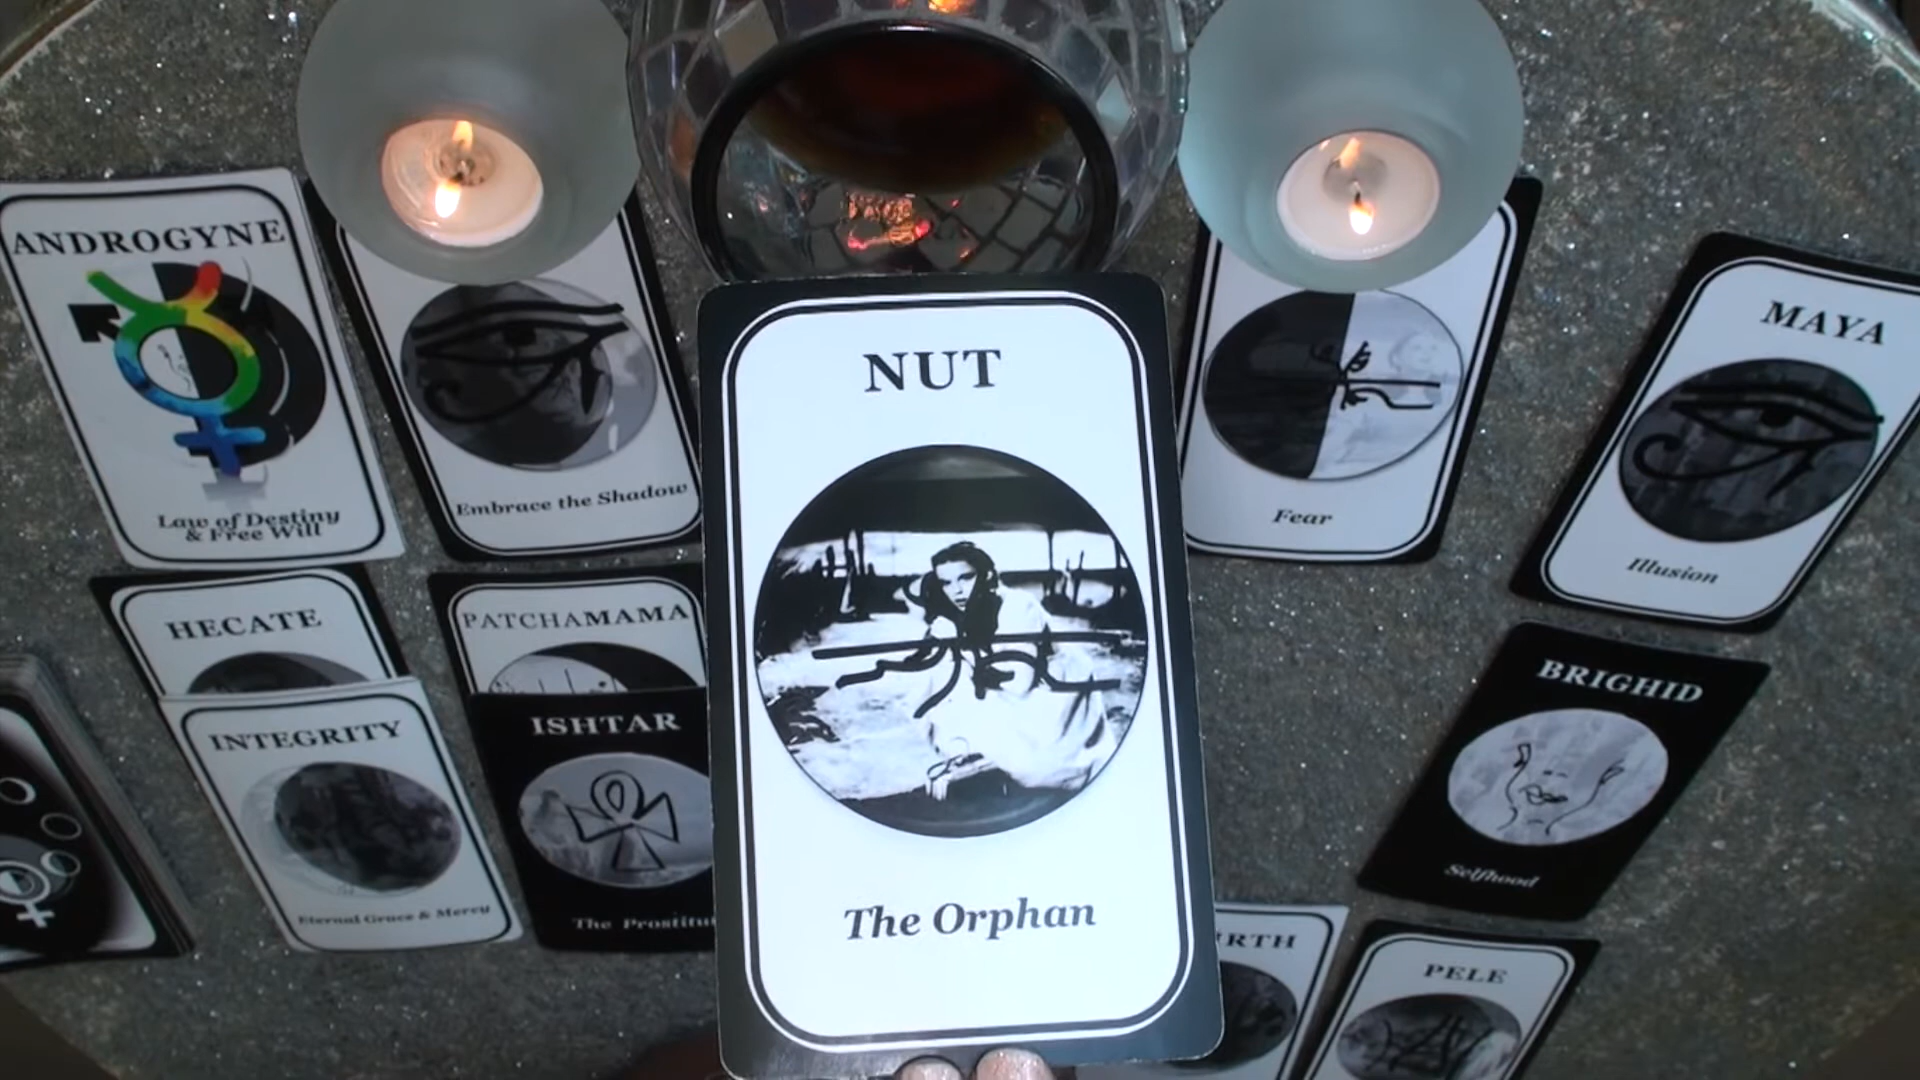 ANDROGYNE
Law of Destiny
& Free Will
Embrace the Shadow
NUT
The Orphan
Fear
MAYA
Illusion
HECATE
PATCHAMAMA
INTEGRITY
Eternal Grace & Mercy
ISHTAR
The
BRIGHID
Selfhood
PELE